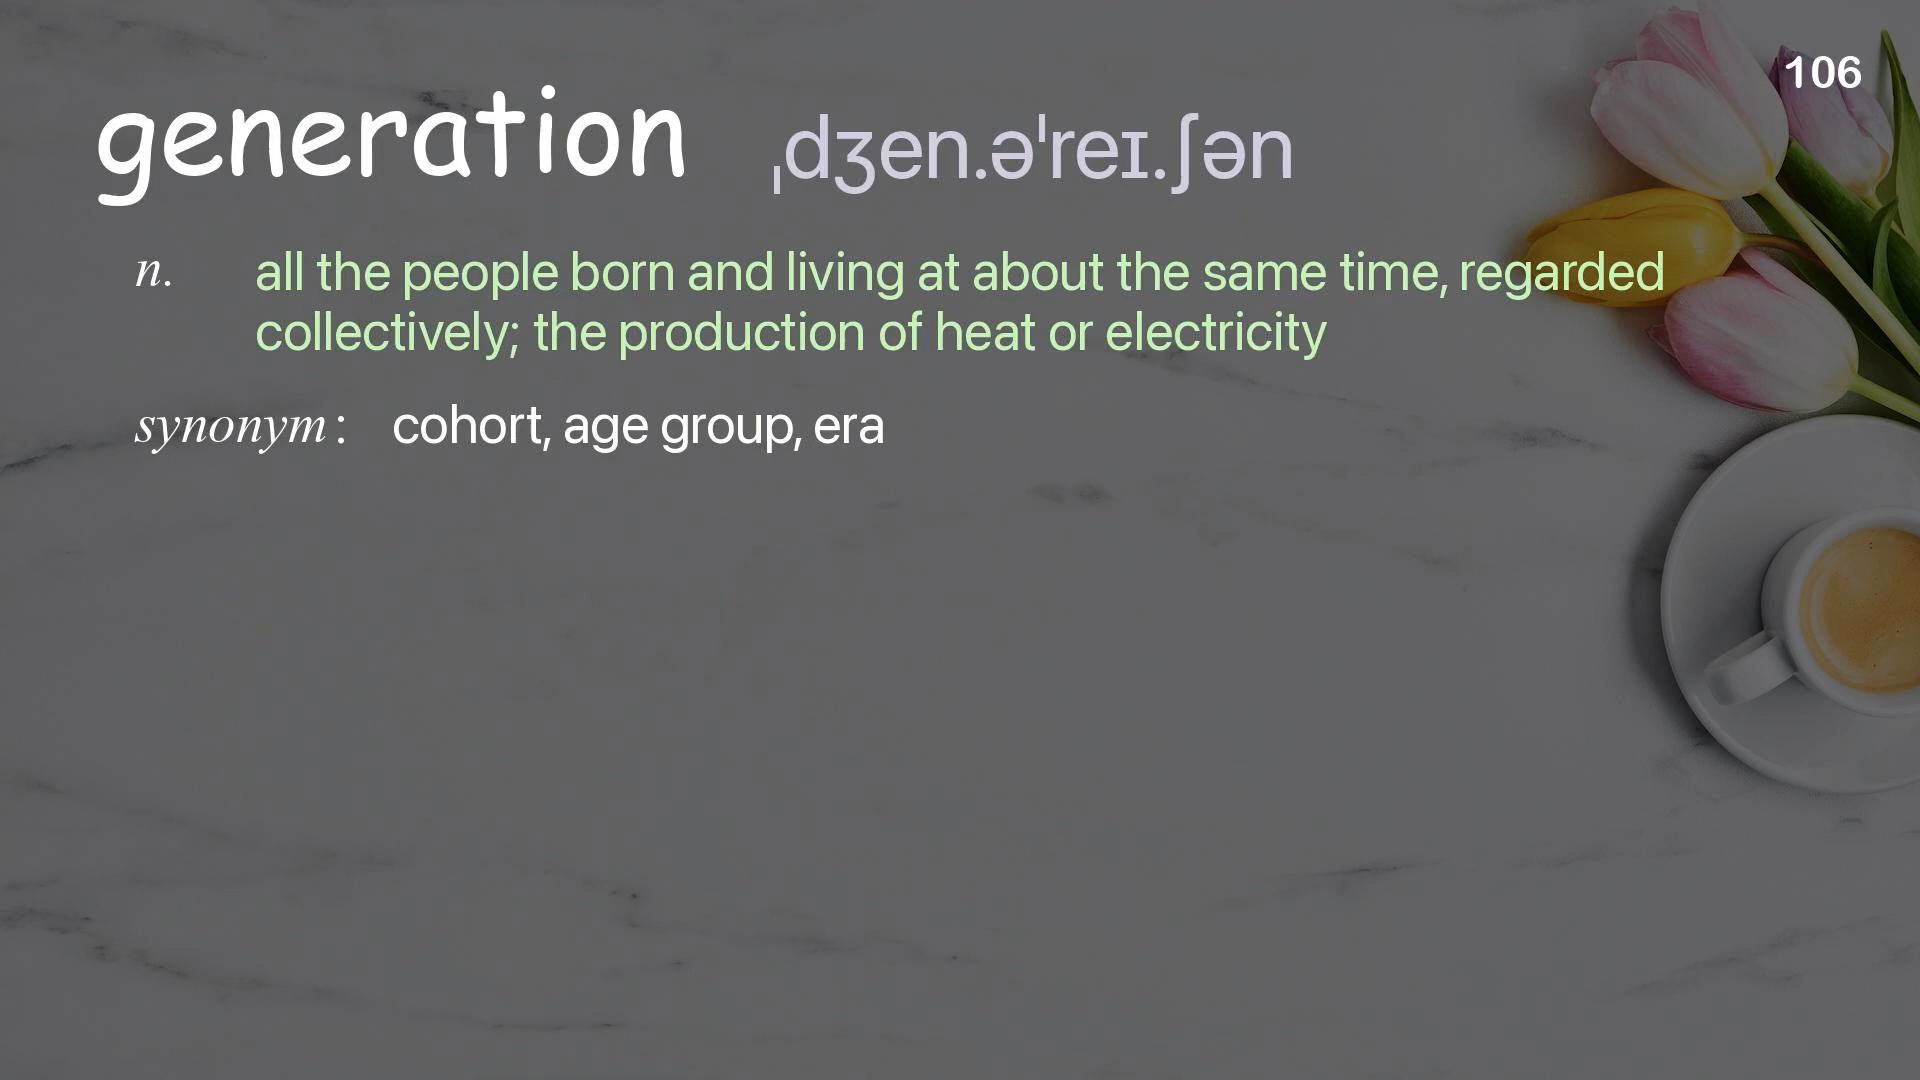 106
generation ˌdʒen.əˈreɪ.ʃən
n. all the people born and living at about the same time, regarded
collectively; the production of heat or electricity
synonym: cohort, age group, era